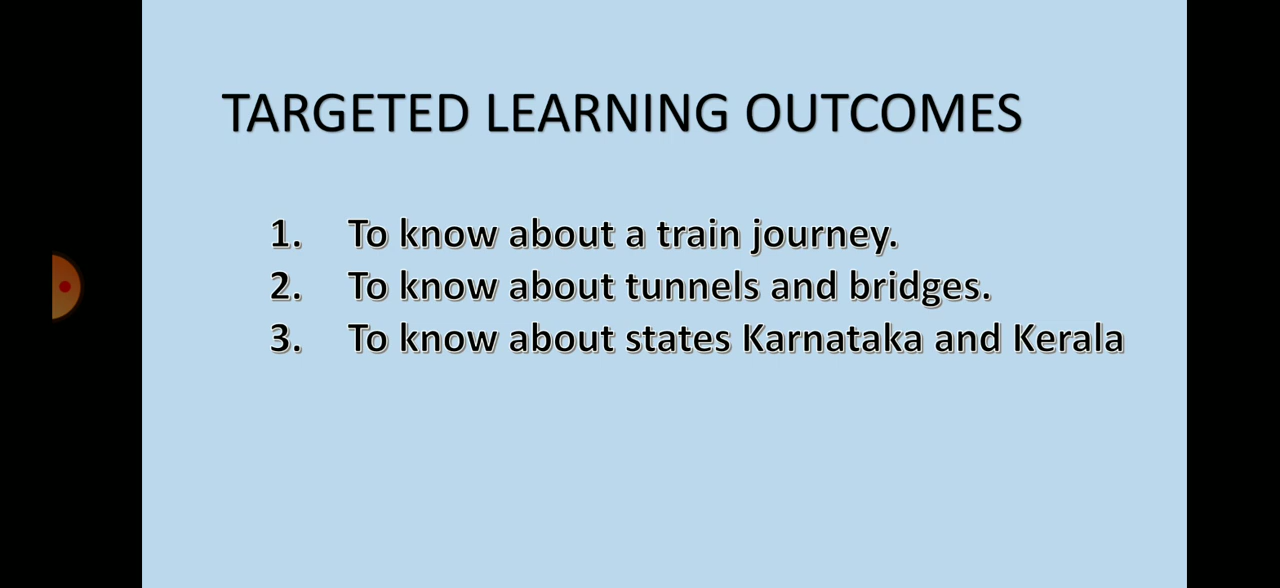 TARGETED LEARNING OUTCOMES
1. To know about a train journey.
2. To know about tunnels and bridges.
3. To know about states Karnataka and Kerala